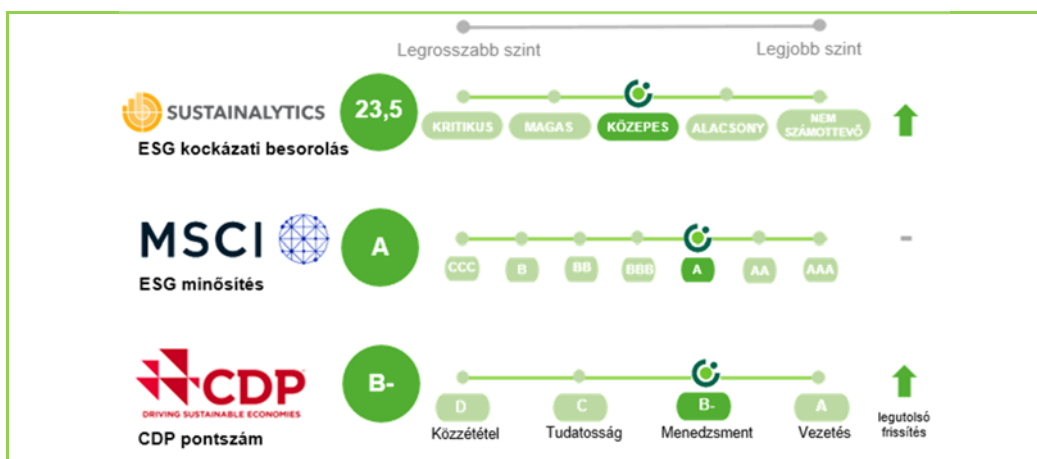 Legrosszabb szint
Legjobb szint
SUSTAINALYTICS
ESG kockázati besorolás
23,5
KRITIKUS
MAGAS
KÖZEPES
ALACSONY
NEM
SZÁMOTTEVŐ
MSCI
ESG minősítés
A
CCC
B
BB
BBB
A
AA
AAA
-
CDP
DRIVING SUSTAINABLE ECONOMIES
CDP pontszám
B-
D
C
B-
A
Közzététel
Tudatosság
Menedzsment
Vezetés
legutolsó
frissítés